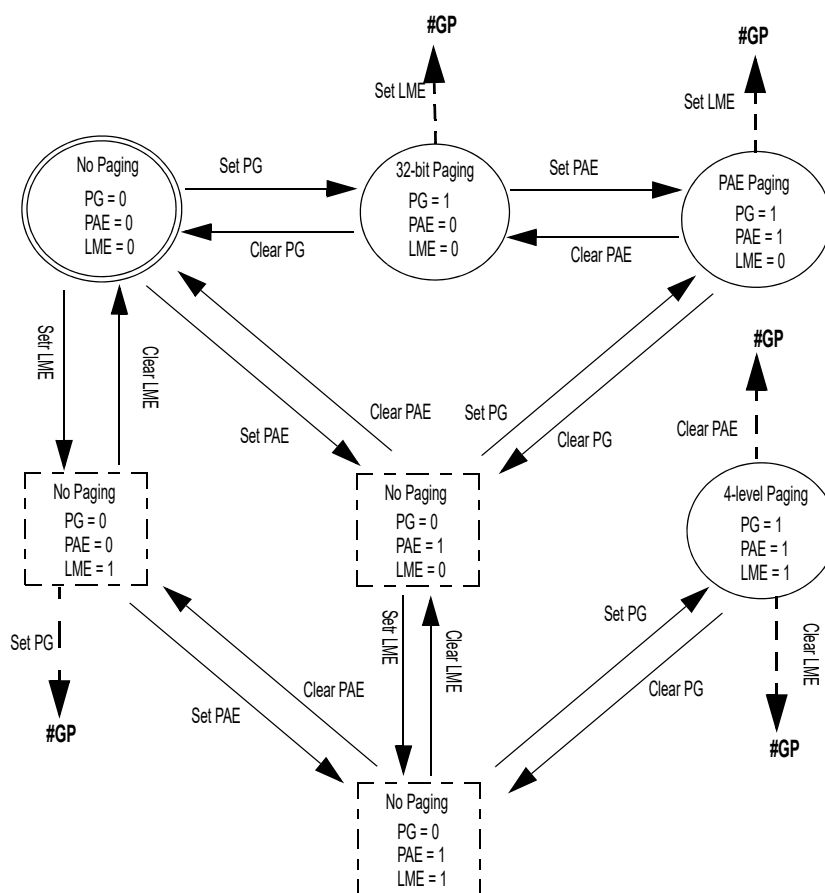 #GP
#GP
Set LME
Set LME
No Paging
PG = 0
PAE = 0
LME = 0
Set PG
Clear PG
32-bit Paging
PG = 1
PAE = 0
LME = 0
Set PAE
Clear PAE
PAE Paging
PG = 1
PAE = 1
LME = 0
Setr LME
Clear LME
Set PAE
Clear PAE
Set PG
Clear PG
#GP
Clear PAE
No Paging
PG = 0
PAE = 0
LME = 1
No Paging
PG = 0
PAE = 1
LME = 0
4-level Paging
PG = 1
PAE = 1
LME = 1
Set PG
#GP
Set PAE
Clear PAE
Setr LME
Clear LME
Set PG
Clear PG
Clear LME
#GP
No Paging
PG = 0
PAE = 1
LME = 1